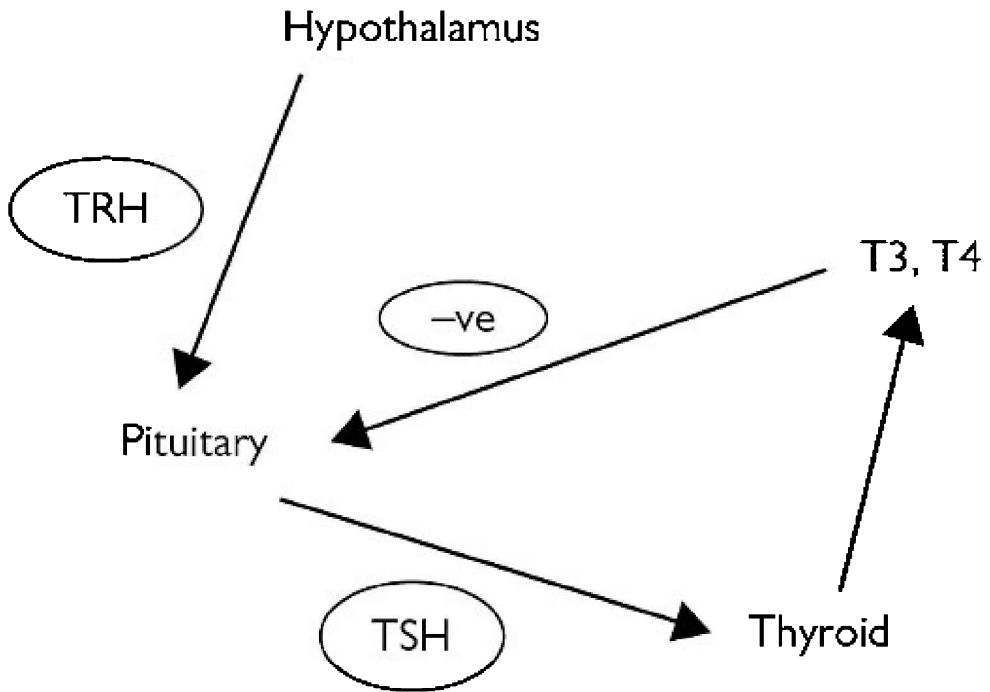 Hypothalamus
TRH
T3, T4
–ve
Pituitary
TSH
Thyroid